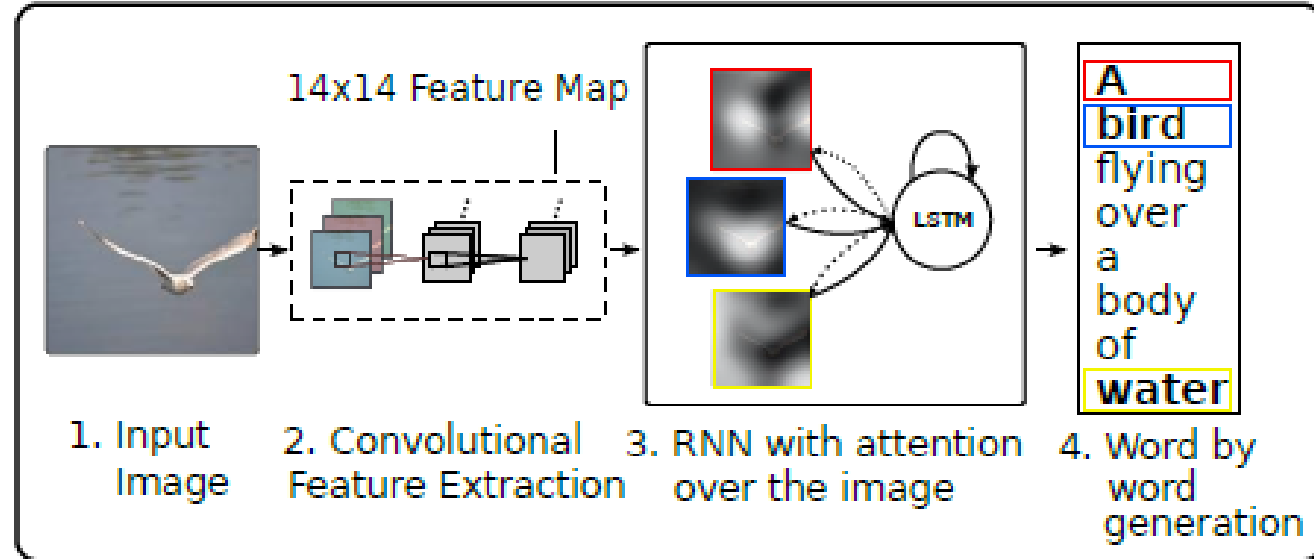 14x14 Feature Map
LSTM
A
bird
flying
over
a
body
of
water
1. Input
Image
2. Convolutional
Feature Extraction
3. RNN with attention
over the image
4. Word by
word
generation